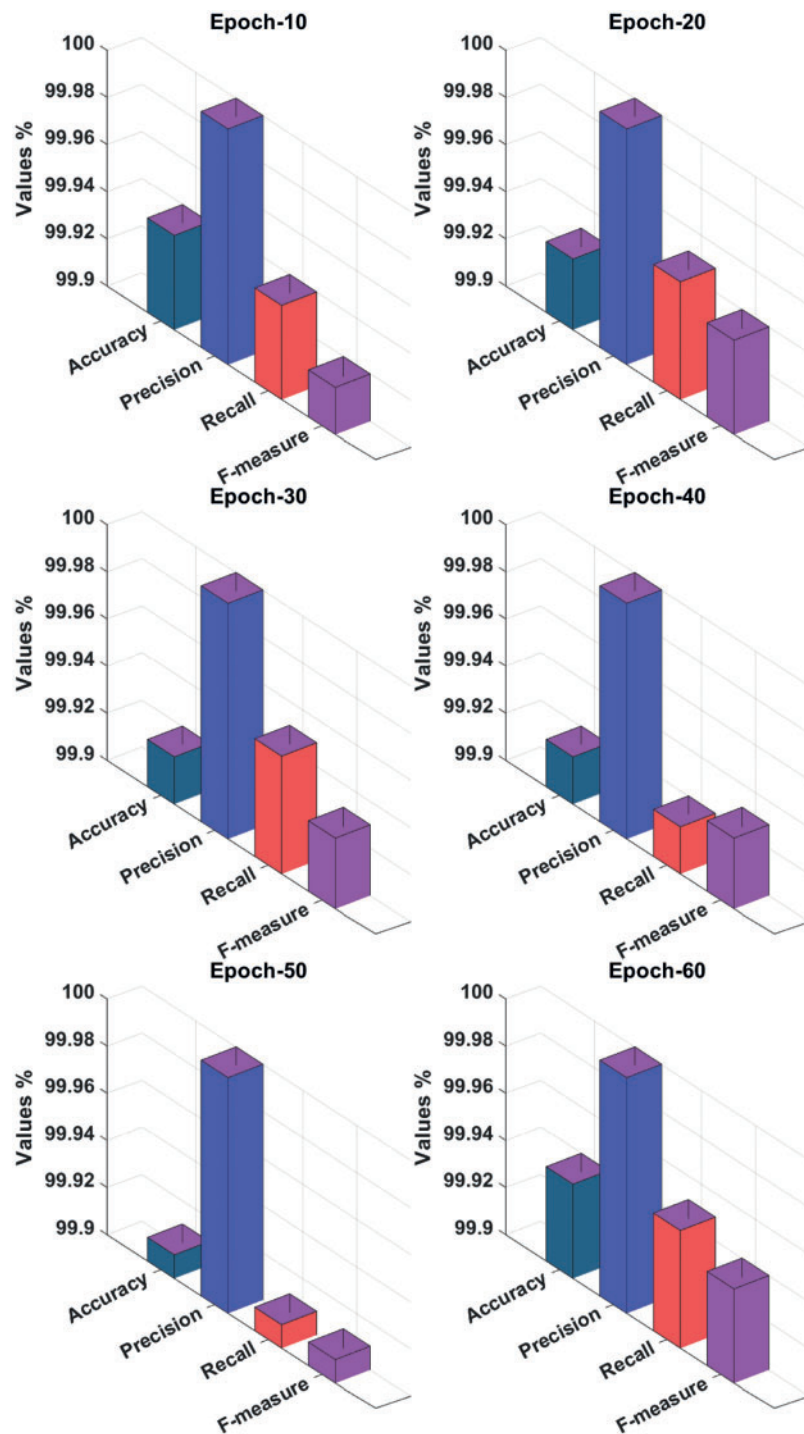 Epoch-10
100
99.98
99.96
99.94
99.92
99.9
Values %
Accuracy
Precision
Recall
F-measure
Epoch-20
100
99.98
99.96
99.94
99.92
99.9
Values %
Accuracy
Precision
Recall
F-measure
Epoch-30
100
99.98
99.96
99.94
99.92
99.9
Values %
Accuracy
Precision
Recall
F-measure
Epoch-40
100
99.98
99.96
99.94
99.92
99.9
Values %
Accuracy
Precision
Recall
F-measure
Epoch-50
100
99.98
99.96
99.94
99.92
99.9
Values %
Accuracy
Precision
Recall
F-measure
Epoch-60
100
99.98
99.96
99.94
99.92
99.9
Values %
Accuracy
Precision
Recall
F-measure